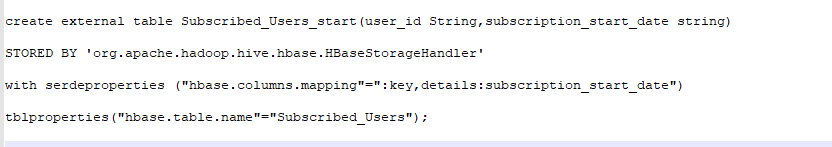 create external table Subscribed_Users_start(user_id String,subscription_start_date string)
STORED BY 'org.apache.hadoop.hive.hbase.HBaseStorageHandler'
with serdeproperties ("hbase.columns.mapping"=":key,details:subscription_start_date")
tblproperties("hbase.table.name"="Subscribed_Users");